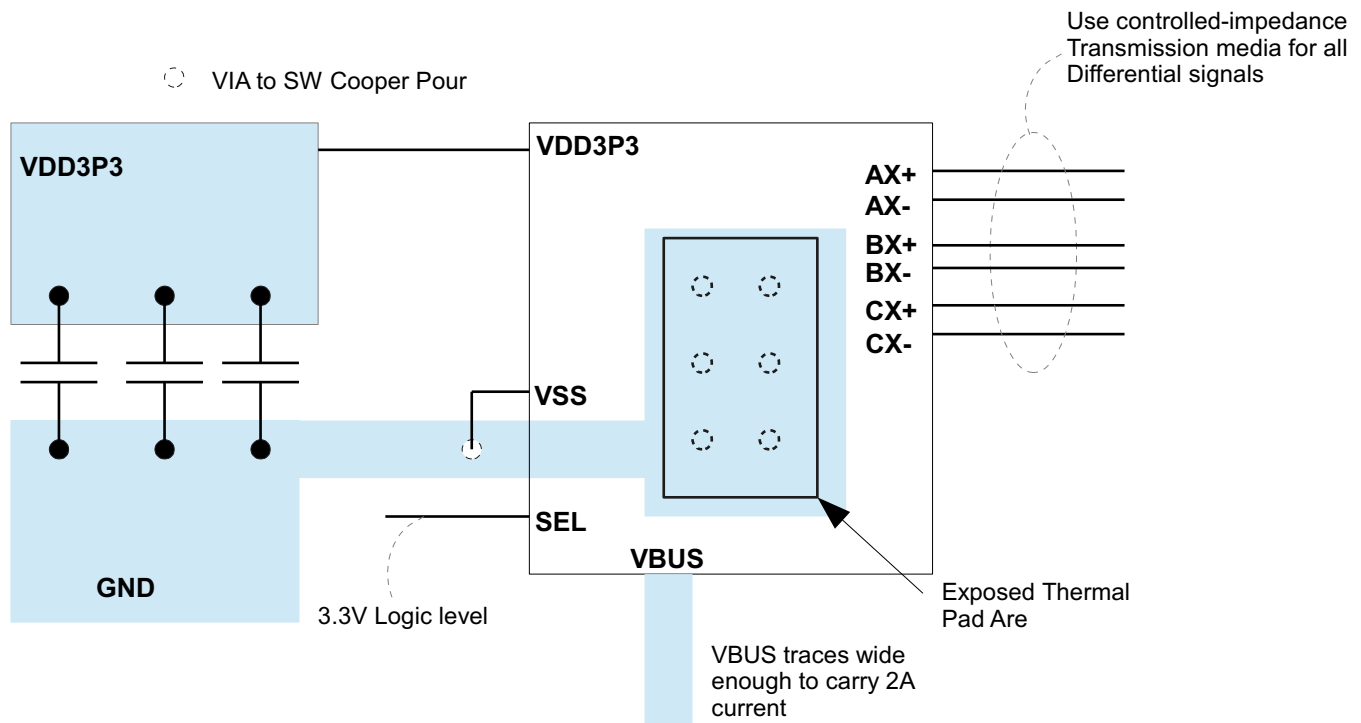 Use controlled-impedance
Transmission media for all
Differential signals
VIA to SW Cooper Pour
VDD3P3
VDD3P3
AX+
AX-
BX+
BX-
CX+
CX-
VSS
SEL
VBUS
GND
3.3V Logic level
Exposed Thermal
Pad Are
VBUS traces wide
enough to carry 2A
current